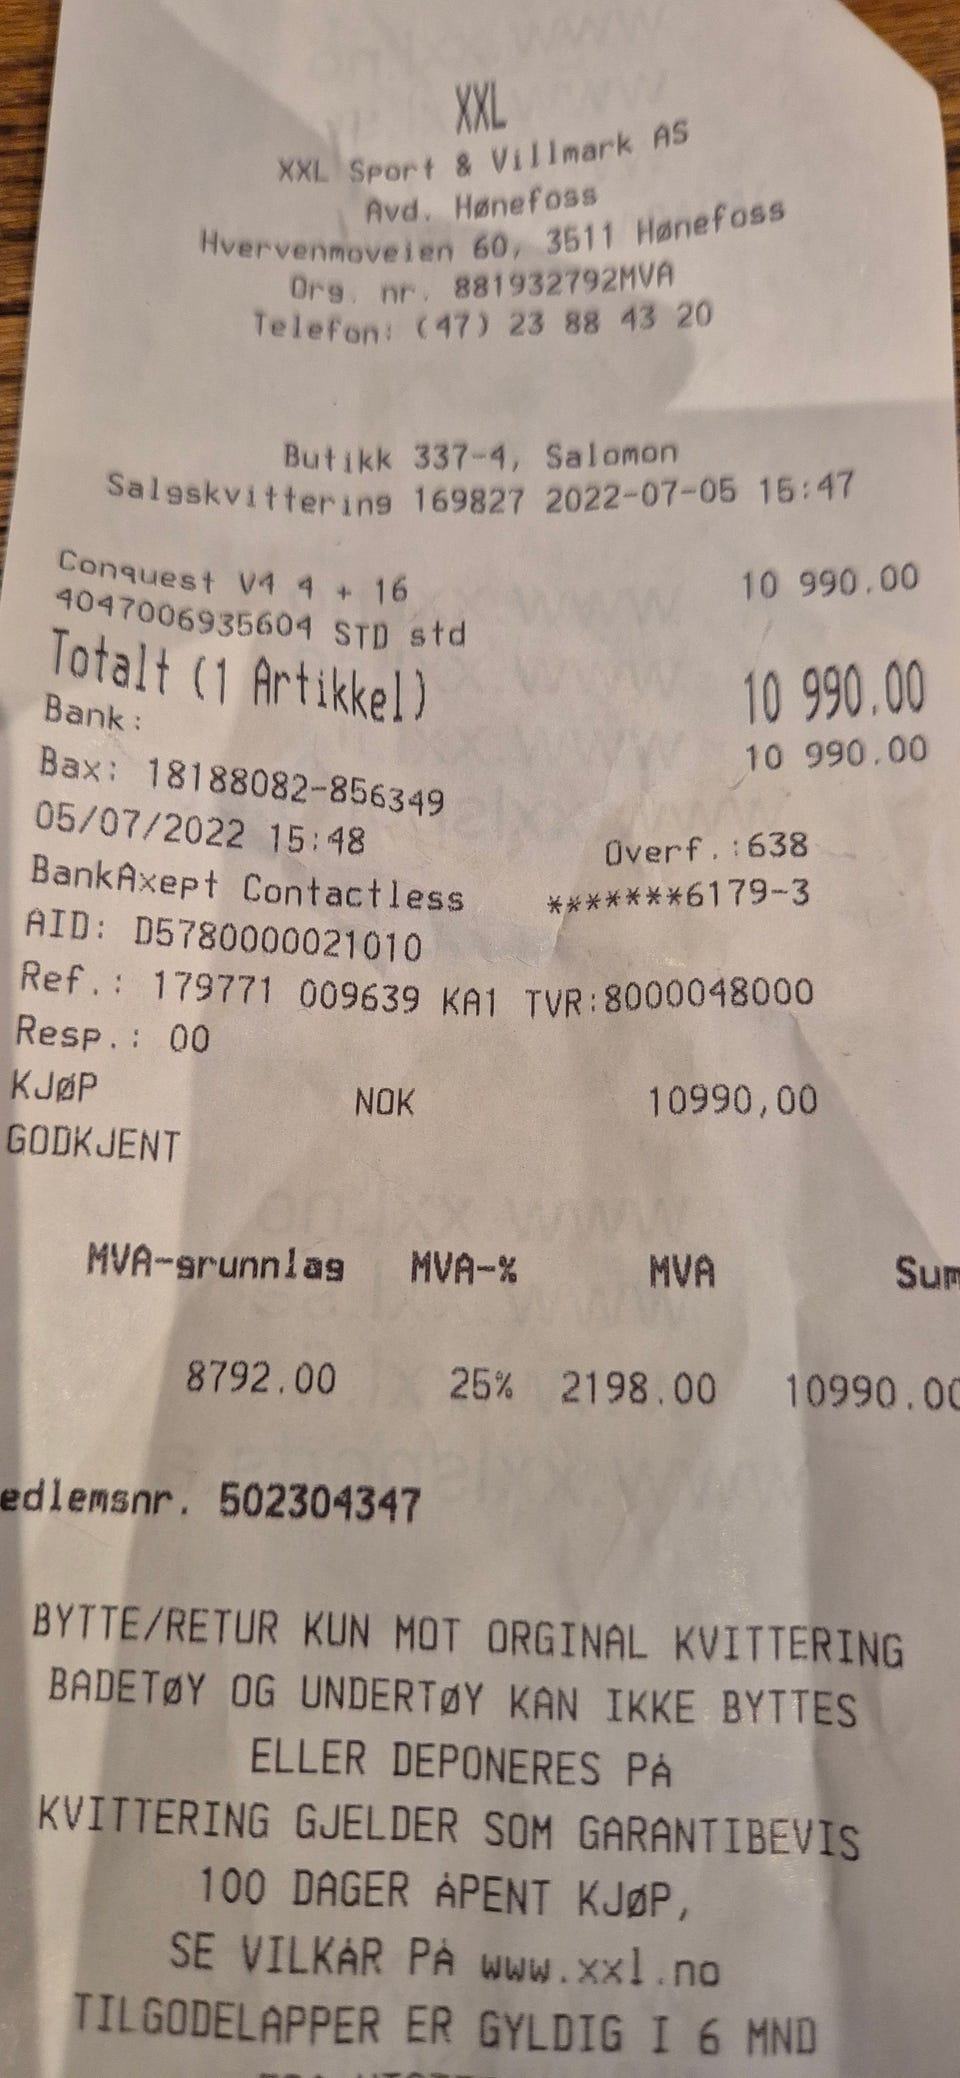 XXL
XXL Sport & Villmark AS
Avd. Hønefoss
Hvervenmoveien 60, 3511 Hønefoss
Org. nr. 881932792MVA
Telefon: (47) 23 88 43 20
Butikk 337-4, Salomon
Salgskvittering 169827 2022-07-05 15:47
Conquest V4 4 + 16 10 990.00
4047006935604 STD std
Totalt (1 Artikkel) 10 990.00
Bank: 10 990.00
Bax: 18188082-856349
05/07/2022 15:48 Overf.:638
BankAxept Contactless *******6179-3
AID: D5780000021010
Ref.: 179771 009639 KA1 TVR:8000048000
Resp.: 00
KJØP NOK 10990,00
GODKJENT
MVA-grunnlag MVA-% MVA Sum
8792.00 25% 2198.00 10990.00
edlemsnr. 502304347
BYTTE/RETUR KUN MOT ORGINAL KVITTERING
BADETØY OG UNDERTØY KAN IKKE BYTTES
ELLER DEPONERES PÅ
KVITTERING GJELDER SOM GARANTIBEVIS
100 DAGER ÅPENT KJØP,
SE VILKÅR PÅ www.xxl.no
TILGODELAPPER ER GYLDIG I 6 MND